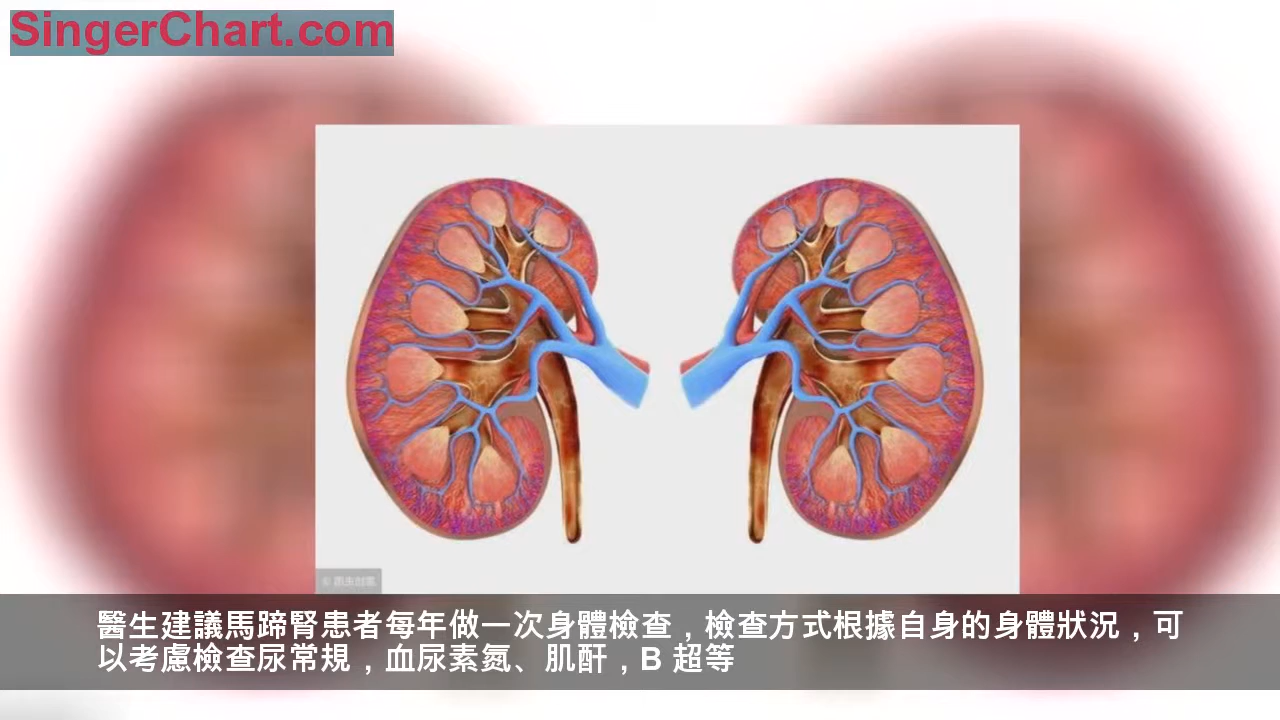 SingerChart.com
醫生建議馬蹄腎患者每年做一次身體檢查，檢查方式根據自身的身體狀況，可
以考慮檢查尿常規，血尿素氮、肌酐，B 超等